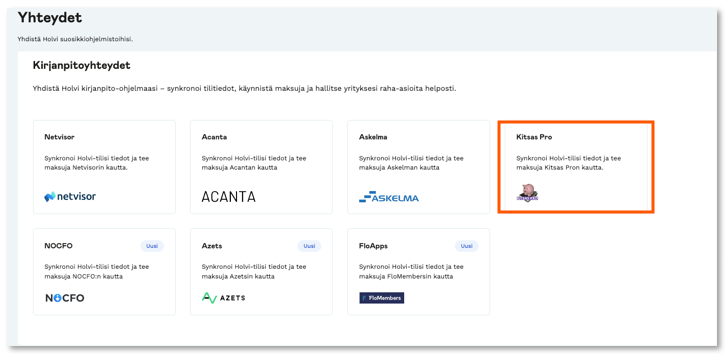 Yhteydet
Yhdistä Holvi suosikkiohjelmistoihisi.
Kirjanpitoyhteydet
Yhdistä Holvi kirjanpito-ohjelmaasi – synkronoi tilitiedot, käynnistä maksuja ja hallitse yrityksesi raha-asioita helposti.
Netvisor
Synkronoi Holvi-tilisi tiedot ja tee
maksuja Netvisorin kautta.
netvisor
Acanta
Synkronoi Holvi-tilisi tiedot ja tee
maksuja Acantan kautta
ACANTA
Askelma
Synkronoi Holvi-tilisi tiedot ja tee
maksuja Askelman kautta
ASKELMA
Kitsas Pro
Synkronoi Holvi-tilisi tiedot ja tee
maksuja Kitsas Pron kautta.
NOCFO
Uusi
Synkronoi Holvi-tilisi tiedot ja tee
maksuja NOCFO:n kautta
NOCFO
Azets
Uusi
Synkronoi Holvi-tilisi tiedot ja tee
maksuja Azetsin kautta
AZETS
FloApps
Uusi
Synkronoi Holvi-tilisi tiedot ja tee
maksuja FloMembersin kautta
FloMembers